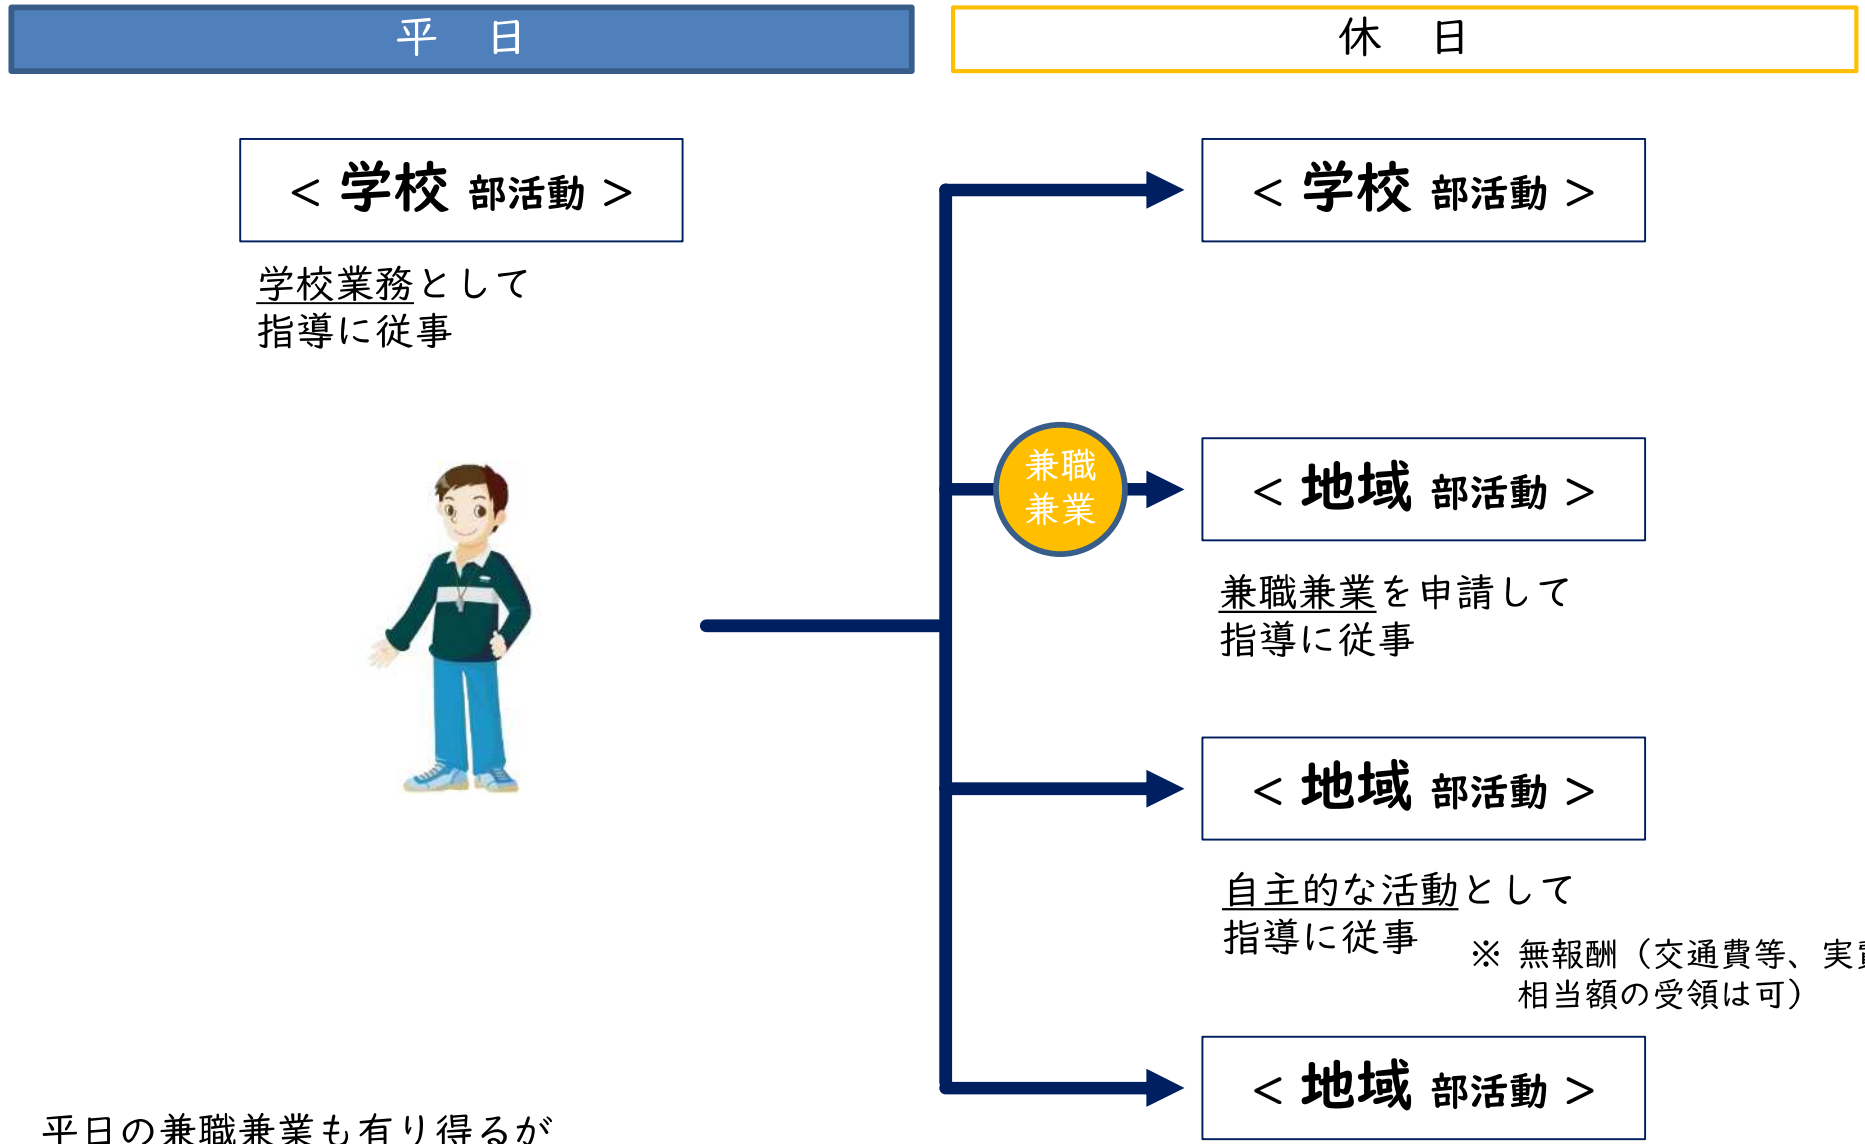 平　日
休　日
< 学校 部活動 >
学校業務として
指導に従事
< 学校 部活動 >
兼職
兼業
< 地域 部活動 >
兼職兼業を申請して
指導に従事
< 地域 部活動 >
自主的な活動として
指導に従事
※ 無報酬（交通費等、実費
相当額の受領は可）
< 地域 部活動 >
平日の兼職兼業も有り得るが